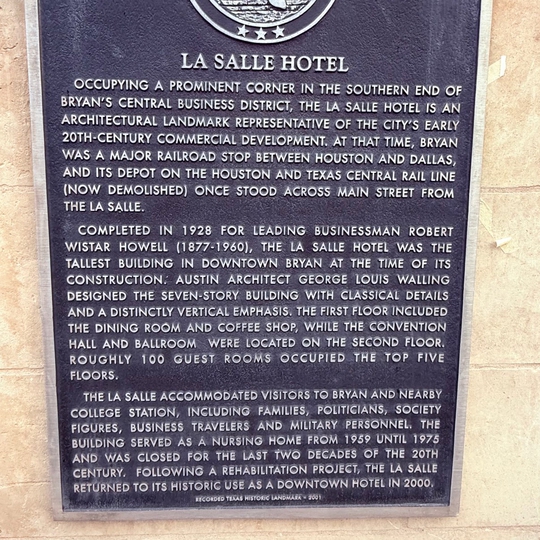 LA SALLE HOTEL
OCCUPYING A PROMINENT CORNER IN THE SOUTHERN END OF
BRYAN'S CENTRAL BUSINESS DISTRICT, THE LA SALLE HOTEL IS AN
ARCHITECTURAL LANDMARK REPRESENTATIVE OF THE CITY'S EARLY
20TH-CENTURY COMMERCIAL DEVELOPMENT. AT THAT TIME, BRYAN
WAS A MAJOR RAILROAD STOP BETWEEN HOUSTON AND DALLAS,
AND ITS DEPOT ON THE HOUSTON AND TEXAS CENTRAL RAIL LINE
(NOW DEMOLISHED) ONCE STOOD ACROSS MAIN STREET FROM
THE LA SALLE.
COMPLETED IN 1928 FOR LEADING BUSINESSMAN ROBERT
WISTAR HOWELL (1877-1960), THE LA SALLE HOTEL WAS THE
TALLEST BUILDING IN DOWNTOWN BRYAN AT THE TIME OF ITS
CONSTRUCTION. AUSTIN ARCHITECT GEORGE LOUIS WALLING
DESIGNED THE SEVEN-STORY BUILDING WITH CLASSICAL DETAILS
AND A DISTINCTLY VERTICAL EMPHASIS. THE FIRST FLOOR INCLUDED
THE DINING ROOM AND COFFEE SHOP, WHILE THE CONVENTION
HALL AND BALLROOM WERE LOCATED ON THE SECOND FLOOR.
ROUGHLY 100 GUEST ROOMS OCCUPIED THE TOP FIVE
FLOORS.
THE LA SALLE ACCOMMODATED VISITORS TO BRYAN AND NEARBY
COLLEGE STATION, INCLUDING FAMILIES, POLITICIANS, SOCIETY
FIGURES, BUSINESS TRAVELERS AND MILITARY PERSONNEL. THE
BUILDING SERVED AS A NURSING HOME FROM 1959 UNTIL 1975
AND WAS CLOSED FOR THE LAST TWO DECADES OF THE 20TH
CENTURY. FOLLOWING A REHABILITATION PROJECT, THE LA SALLE
RETURNED TO ITS HISTORIC USE AS A DOWNTOWN HOTEL IN 2000.
RECORDED TEXAS HISTORIC LANDMARK - 2001